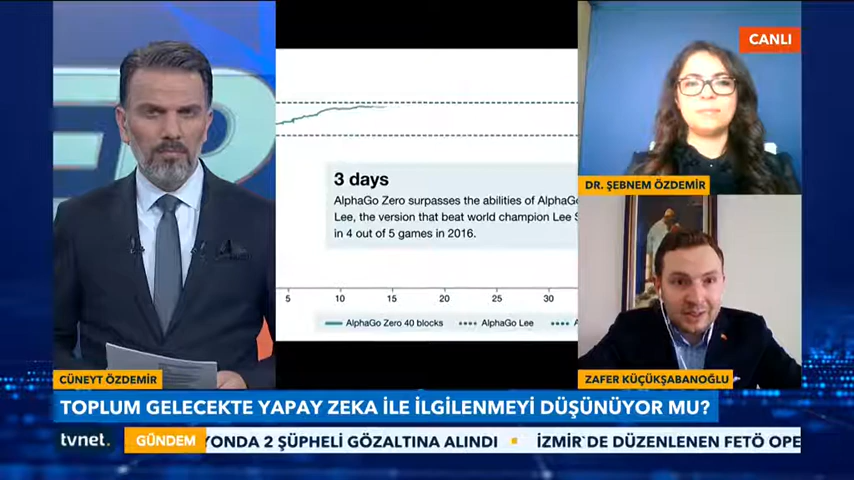 CANLI
3 days
AlphaGo Zero surpasses the abilities of AlphaGo
Lee, the version that beat world champion Lee
in 4 out of 5 games in 2016.
5 10 15 20 25 30
AlphaGo Zero 40 blocks AlphaGo Lee
DR. ŞEBNEM ÖZDEMİR
CÜNEYT ÖZDEMİR
ZAFER KÜÇÜKŞABANOĞLU
TOPLUM GELECEKTE YAPAY ZEKA İLE İLGİLENMEYİ DÜŞÜNÜYOR MU?
tvnet. GÜNDEM YONDA 2 ŞÜPHELİ GÖZALTINA ALINDI İZMİR`DE DÜZENLENEN FETÖ OPE